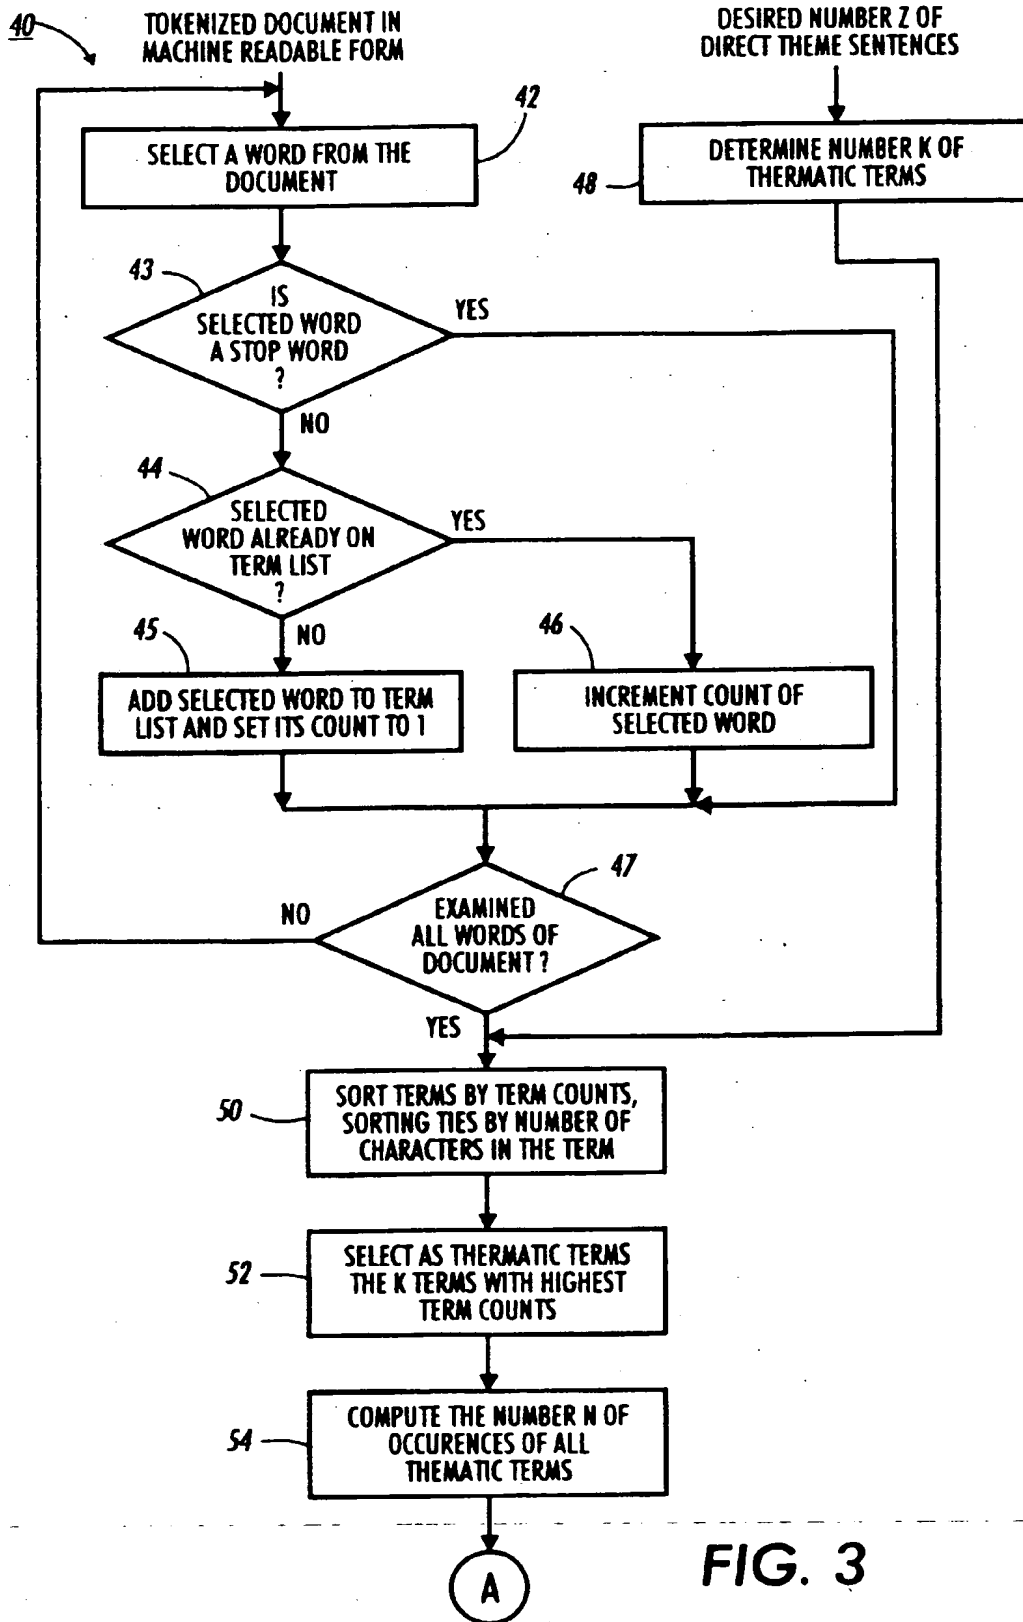 40
TOKENIZED DOCUMENT IN
MACHINE READABLE FORM
DESIRED NUMBER Z OF
DIRECT THEME SENTENCES
42
SELECT A WORD FROM THE
DOCUMENT
48
DETERMINE NUMBER K OF
THERMATIC TERMS
43
IS
SELECTED WORD
A STOP WORD
?
YES
NO
44
SELECTED
WORD ALREADY ON
TERM LIST
?
YES
NO
45
ADD SELECTED WORD TO TERM
LIST AND SET ITS COUNT TO 1
46
INCREMENT COUNT OF
SELECTED WORD
47
EXAMINED
ALL WORDS OF
DOCUMENT ?
NO
YES
50
SORT TERMS BY TERM COUNTS,
SORTING TIES BY NUMBER OF
CHARACTERS IN THE TERM
52
SELECT AS THERMATIC TERMS
THE K TERMS WITH HIGHEST
TERM COUNTS
54
COMPUTE THE NUMBER N OF
OCCURENCES OF ALL
THEMATIC TERMS
A
FIG. 3